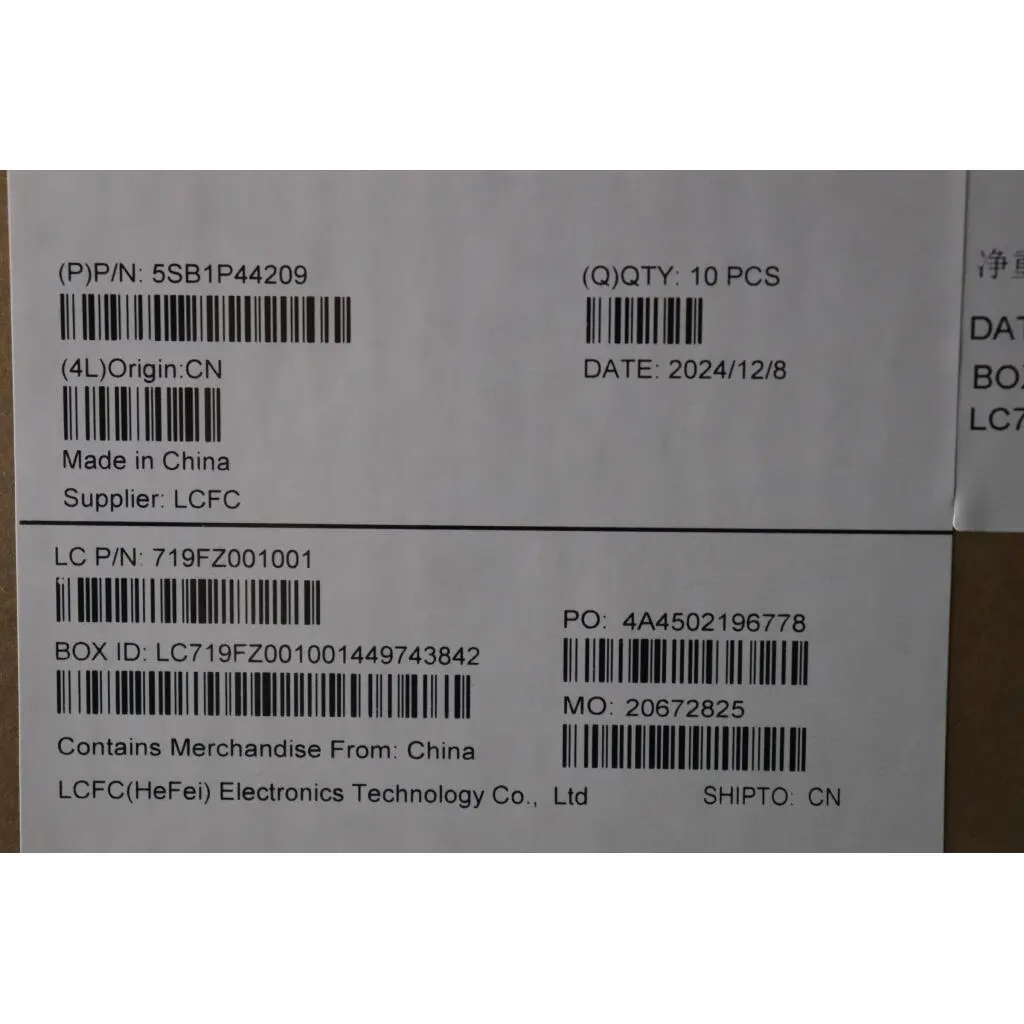 (P)P/N: 5SB1P44209
(Q)QTY: 10 PCS
(4L)Origin:CN
DATE: 2024/12/8
Made in China
Supplier: LCFC
LC P/N: 719FZ001001
PO: 4A4502196778
BOX ID: LC719FZ001001449743842
MO: 20672825
Contains Merchandise From: China
LCFC(HeFei) Electronics Technology Co., Ltd
SHIPTO: CN
净
DAT
BO
LC7